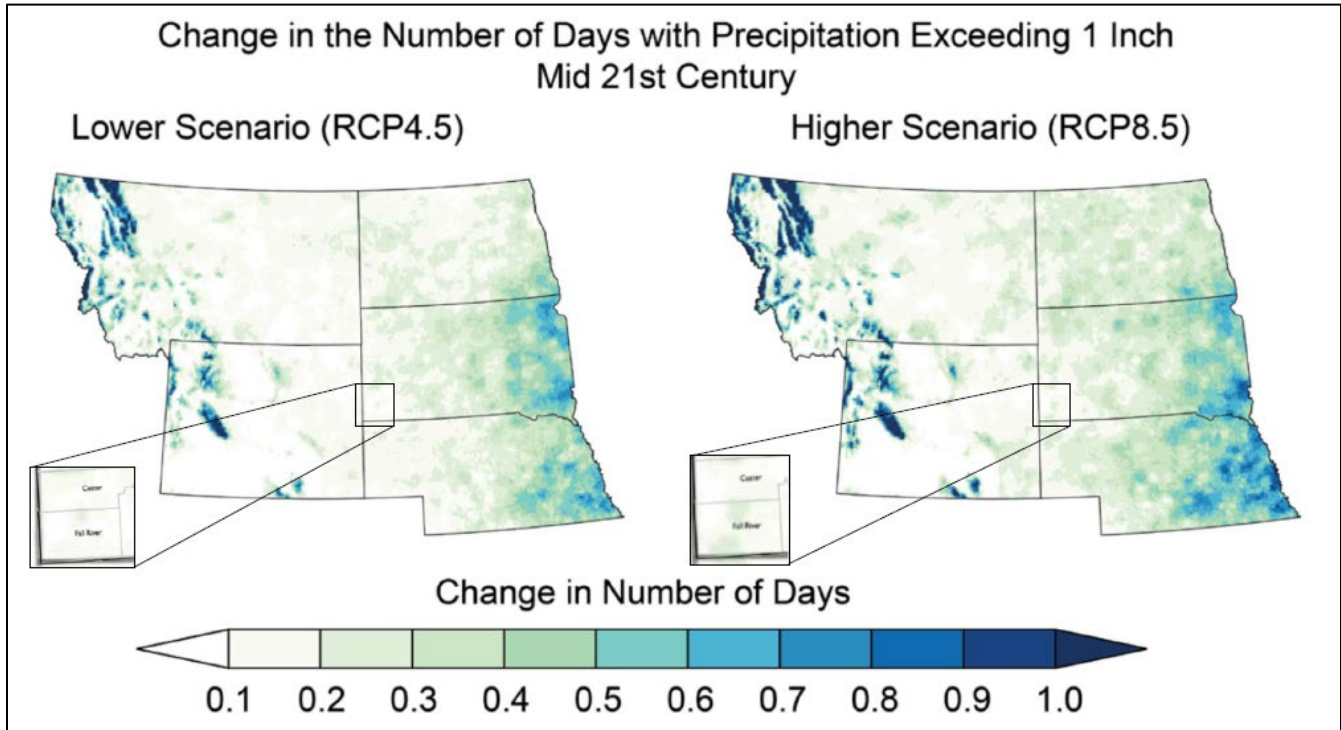 Change in the Number of Days with Precipitation Exceeding 1 Inch
Mid 21st Century
Lower Scenario (RCP4.5)
Higher Scenario (RCP8.5)
Custer
Fall River
Custer
Fall River
Change in Number of Days
0.1 0.2 0.3 0.4 0.5 0.6 0.7 0.8 0.9 1.0